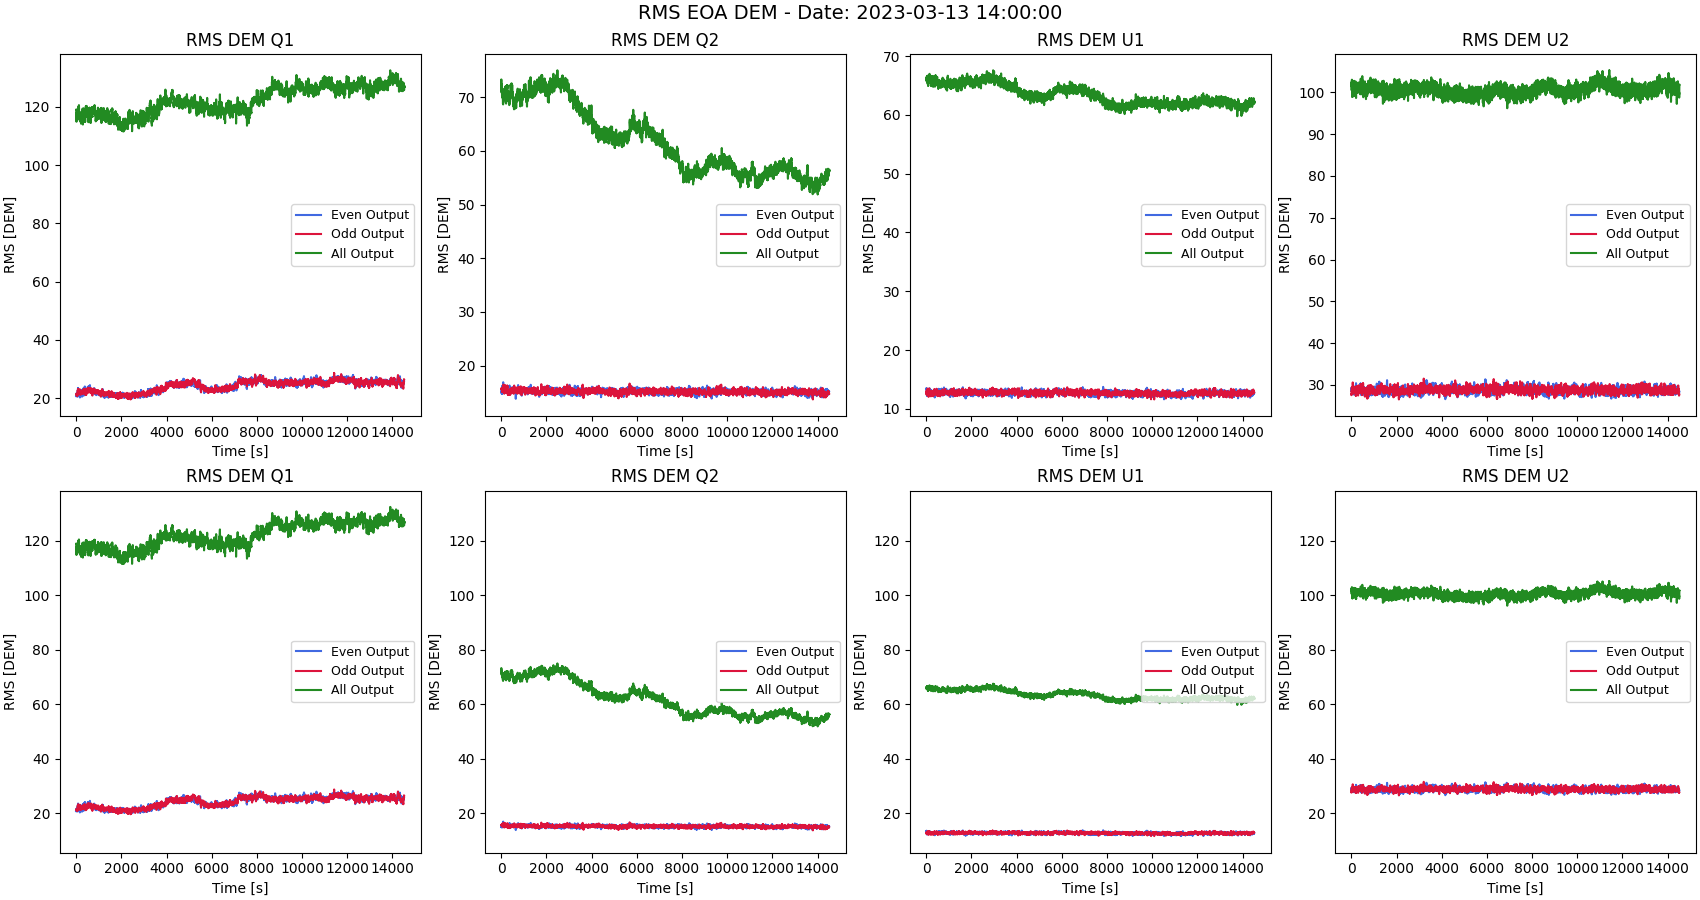 RMS EOA DEM - Date: 2023-03-13 14:00:00
RMS DEM Q1
RMS [DEM]
120
100
80
60
40
20
Even Output
Odd Output
All Output
0 2000 4000 6000 8000 10000 12000 14000
Time [s]
RMS DEM Q2
RMS [DEM]
70
60
50
40
30
20
Even Output
Odd Output
All Output
0 2000 4000 6000 8000 10000 12000 14000
Time [s]
RMS DEM U1
RMS [DEM]
70
60
50
40
30
20
10
Even Output
Odd Output
All Output
0 2000 4000 6000 8000 10000 12000 14000
Time [s]
RMS DEM U2
RMS [DEM]
100
90
80
70
60
50
40
30
Even Output
Odd Output
All Output
0 2000 4000 6000 8000 10000 12000 14000
Time [s]
RMS DEM Q1
RMS [DEM]
120
100
80
60
40
20
Even Output
Odd Output
All Output
0 2000 4000 6000 8000 10000 12000 14000
Time [s]
RMS DEM Q2
RMS [DEM]
120
100
80
60
40
20
Even Output
Odd Output
All Output
0 2000 4000 6000 8000 10000 12000 14000
Time [s]
RMS DEM U1
RMS [DEM]
120
100
80
60
40
20
Even Output
Odd Output
All Output
0 2000 4000 6000 8000 10000 12000 14000
Time [s]
RMS DEM U2
RMS [DEM]
120
100
80
60
40
20
Even Output
Odd Output
All Output
0 2000 4000 6000 8000 10000 12000 14000
Time [s]